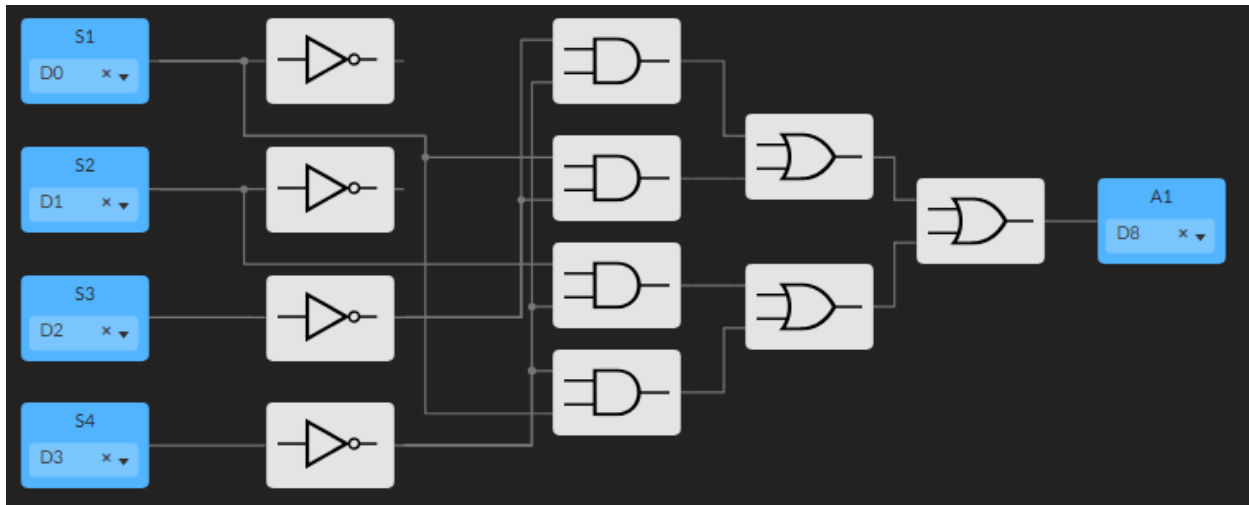 S1
D0 ×
S2
D1 ×
S3
D2 ×
S4
D3 ×
A1
D8 ×